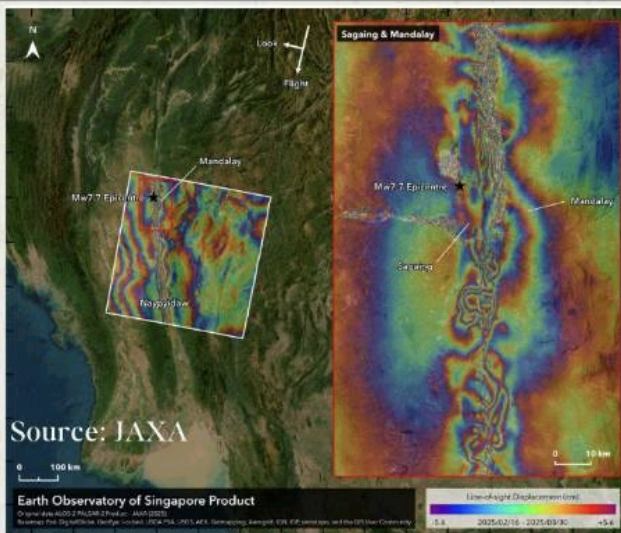 N
Look
Flight
Mandalay
Mw7.7 Epicentre
Naypyidaw
Source: JAXA
0 100 km
Sagaing & Mandalay
Mw7.7 Epicentre
Mandalay
Sagaing
0 10 km
Earth Observatory of Singapore Product
Original data ALOS-2 PALSAR-2 Product - JAXA (2025)
Line-of-sight Displacement (cm)
-5.6 2025/02/16 - 2025/03/30 +5.6